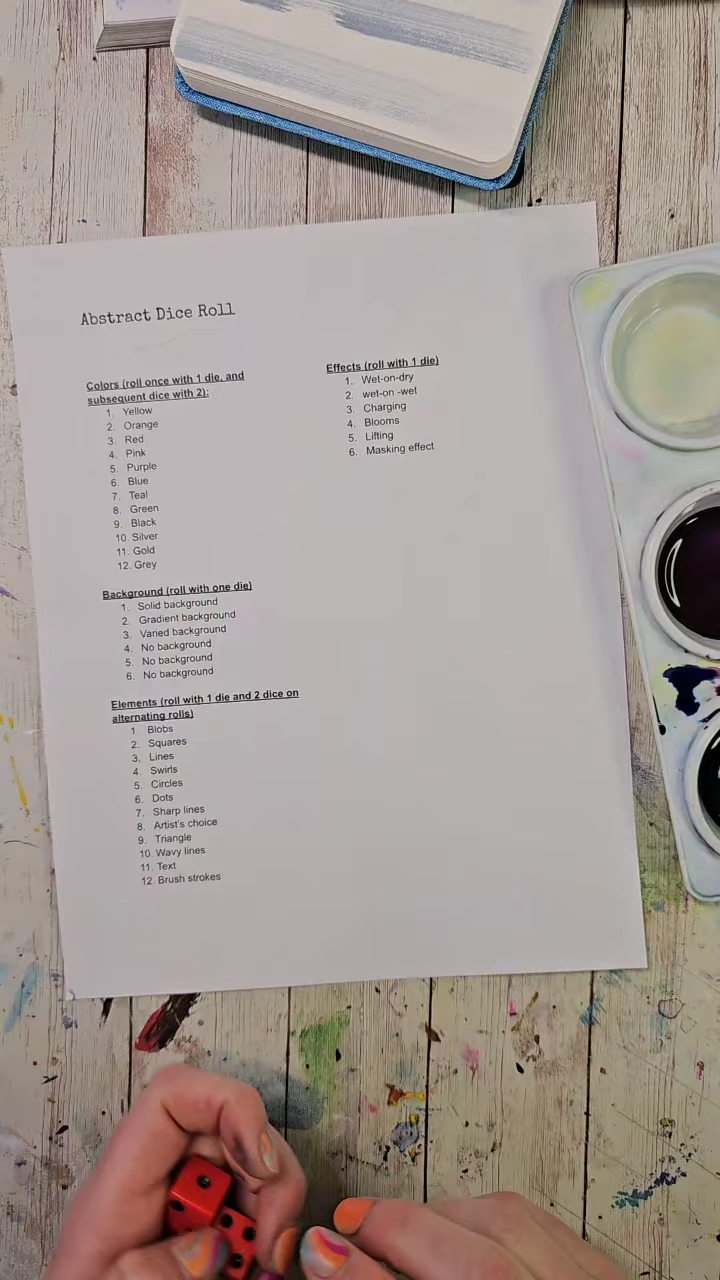 Abstract Dice Roll
Colors (roll once with 1 die, and
subsequent dice with 2):
1. Yellow
2. Orange
3. Red
4. Pink
5. Purple
6. Blue
7. Teal
8. Green
9. Black
10. Silver
11. Gold
12. Grey
Background (roll with one die)
1. Solid background
2. Gradient background
3. Varied background
4. No background
5. No background
6. No background
Elements (roll with 1 die and 2 dice on
alternating rolls)
1. Blobs
2. Squares
3. Lines
4. Swirls
5. Circles
6. Dots
7. Sharp lines
8. Artist's choice
9. Triangle
10. Wavy lines
11. Text
12. Brush strokes
Effects (roll with 1 die)
1. Wet-on-dry
2. wet-on -wet
3. Charging
4. Blooms
5. Lifting
6. Masking effect